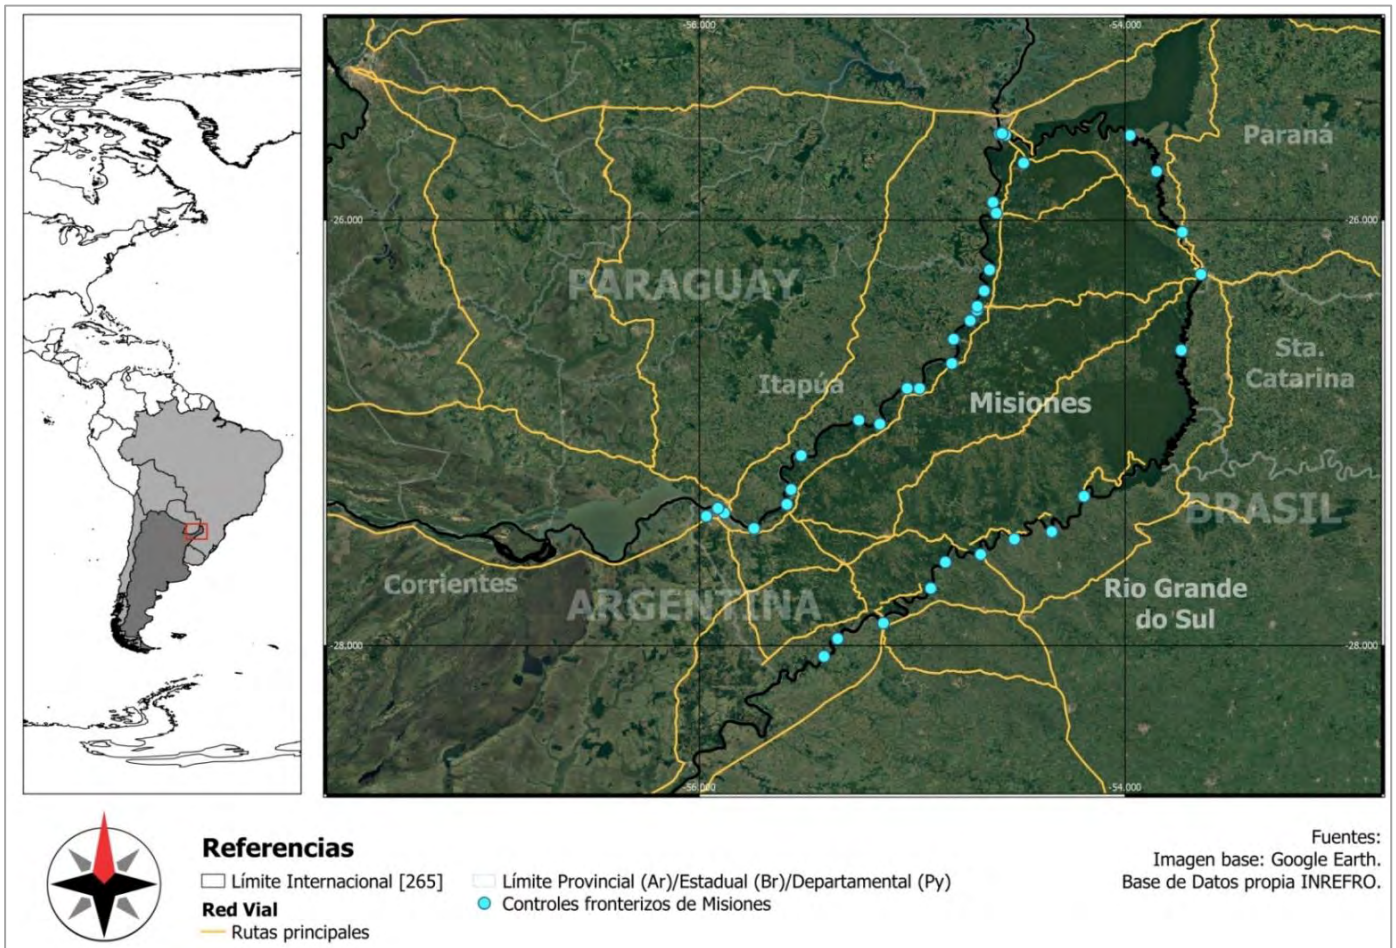 -56.000
-54.000
Paraná
-26.000
-26.000
PARAGUAY
Sta.
Catarina
Itapúa
Misiones
BRASIL
Corrientes
ARGENTINA
Rio Grande
do Sul
-28.000
-28.000
-56.000
-54.000
Referencias
Límite Internacional [265]
Límite Provincial (Ar)/Estadual (Br)/Departamental (Py)
Red Vial
Controles fronterizos de Misiones
Rutas principales
Fuentes:
Imagen base: Google Earth.
Base de Datos propia INREFRO.